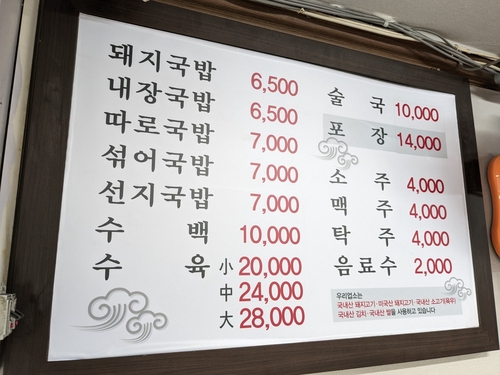 돼지국밥 6,500
내장국밥 6,500
따로국밥 7,000
섞어국밥 7,000
선지국밥 7,000
수 백 10,000
수 육 小 20,000
中 24,000
大 28,000
술 국 10,000
포 장 14,000
소 주 4,000
맥 주 4,000
탁 주 4,000
음료수 2,000
우리업소는
국내산 돼지고기·미국산 돼지고기·국내산 소고기(육우)
국내산 김치·국내산 쌀을 사용하고 있습니다